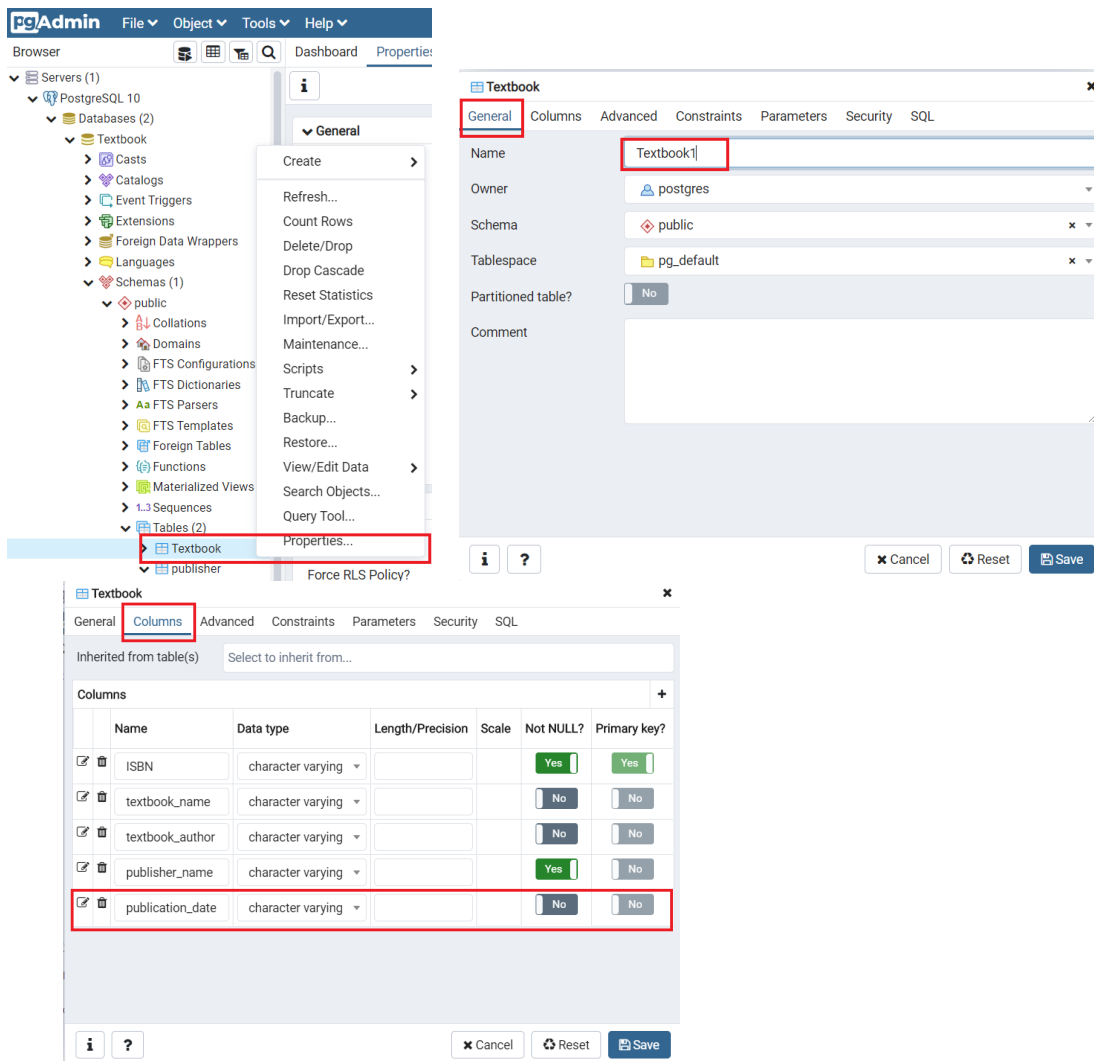 pgAdmin File Object Tools Help
Browser Dashboard Properties
Servers (1)
PostgreSQL 10
Databases (2)
Textbook
Casts
Catalogs
Event Triggers
Extensions
Foreign Data Wrappers
Languages
Schemas (1)
public
Collations
Domains
FTS Configurations
FTS Dictionaries
Aa FTS Parsers
FTS Templates
Foreign Tables
Functions
Materialized Views
1..3 Sequences
Tables (2)
Textbook
publisher
i
General
Create
Refresh...
Count Rows
Delete/Drop
Drop Cascade
Reset Statistics
Import/Export...
Maintenance...
Scripts
Truncate
Backup...
Restore...
View/Edit Data
Search Objects...
Query Tool...
Properties...
Force RLS Policy?
Textbook
General Columns Advanced Constraints Parameters Security SQL
Name Textbook1
Owner postgres
Schema public
Tablespace pg_default
Partitioned table? No
Comment
i ? Cancel Reset Save
Textbook
General Columns Advanced Constraints Parameters Security SQL
Inherited from table(s) Select to inherit from...
Columns +
Name Data type Length/Precision Scale Not NULL? Primary key?
ISBN character varying Yes Yes
textbook_name character varying No No
textbook_author character varying No No
publisher_name character varying Yes No
publication_date character varying No No
i ? Cancel Reset Save